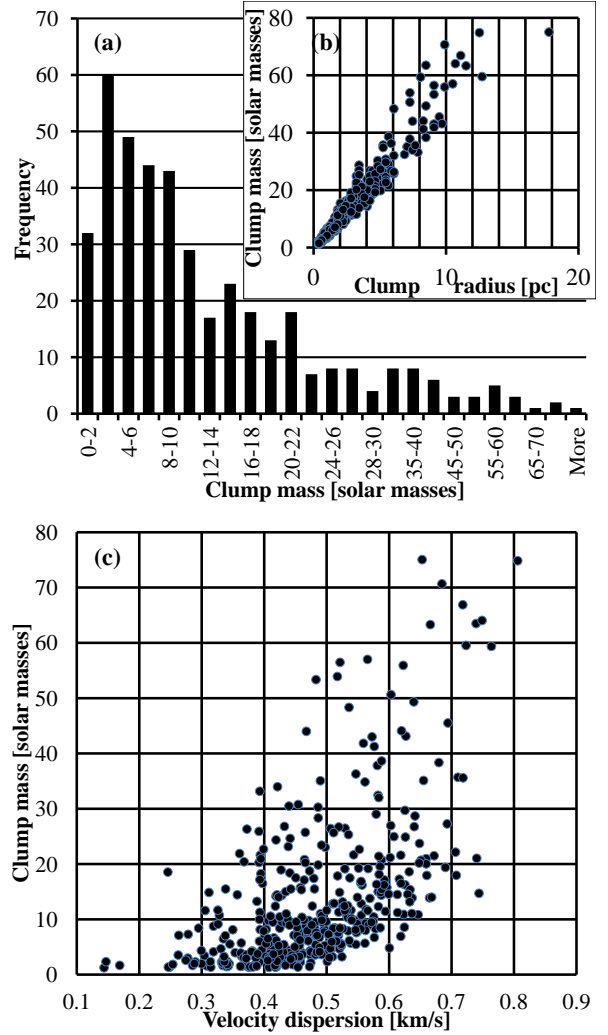 (a)
Frequency
70
60
50
40
30
20
10
0
0-2
4-6
8-10
12-14
16-18
20-22
24-26
28-30
35-40
45-50
55-60
65-70
More
Clump mass [solar masses]
(b)
Clump mass [solar masses]
80
60
40
20
0
0 10 20
Clump radius [pc]
(c)
Clump mass [solar masses]
80
70
60
50
40
30
20
10
0
0.1 0.2 0.3 0.4 0.5 0.6 0.7 0.8 0.9
Velocity dispersion [km/s]